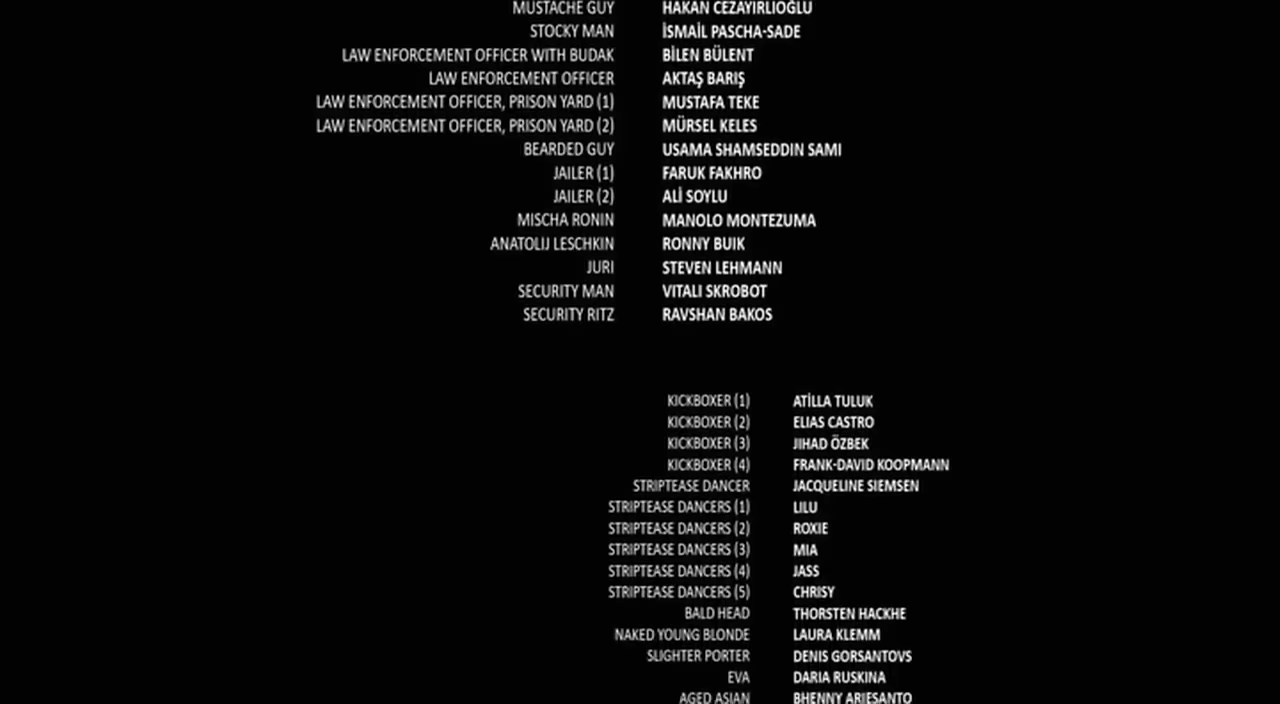 MUSTACHE GUY HAKAN CEZAYIRLIOĞLU
STOCKY MAN İSMAİL PASCHA-SADE
LAW ENFORCEMENT OFFICER WITH BUDAK BİLEN BÜLENT
LAW ENFORCEMENT OFFICER AKTAŞ BARIŞ
LAW ENFORCEMENT OFFICER, PRISON YARD (1) MUSTAFA TEKE
LAW ENFORCEMENT OFFICER, PRISON YARD (2) MÜRSEL KELES
BEARDED GUY USAMA SHAMSEDDIN SAMI
JAILER (1) FARUK FAKHRO
JAILER (2) ALİ SOYLU
MISCHA RONIN MANOLO MONTEZUMA
ANATOLIJ LESCHKIN RONNY BUIK
JURI STEVEN LEHMANN
SECURITY MAN VITALI SKROBOT
SECURITY RITZ RAVSHAN BAKOS
KICKBOXER (1) ATİLLA TULUK
KICKBOXER (2) ELIAS CASTRO
KICKBOXER (3) JIHAD ÖZBEK
KICKBOXER (4) FRANK-DAVID KOOPMANN
STRIPTEASE DANCER JACQUELINE SIEMSEN
STRIPTEASE DANCERS (1) LILU
STRIPTEASE DANCERS (2) ROXIE
STRIPTEASE DANCERS (3) MIA
STRIPTEASE DANCERS (4) JASS
STRIPTEASE DANCERS (5) CHRISY
BALD HEAD THORSTEN HACKHE
NAKED YOUNG BLONDE LAURA KLEMM
SLIGHTER PORTER DENIS GORSANTOVS
EVA DARIA RUSKINA
AGED ASIAN BHENNY ARIESANTO